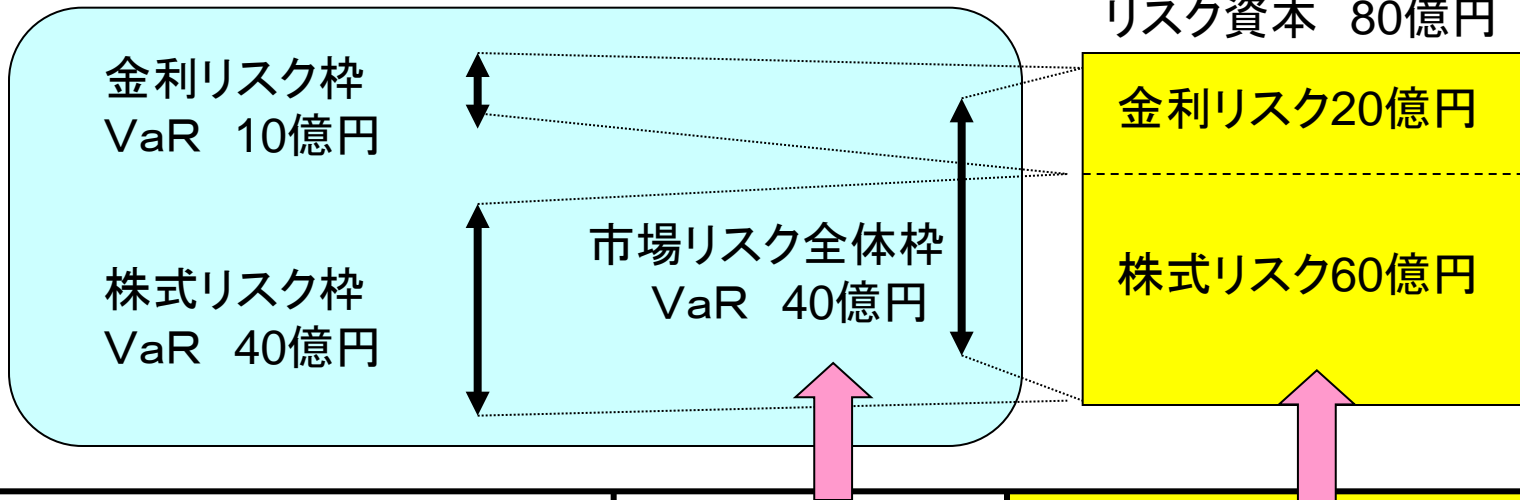 リスク資本 80億円
金利リスク枠
VaR 10億円
株式リスク枠
VaR 40億円
市場リスク全体枠
VaR 40億円
金利リスク20億円
株式リスク60億円